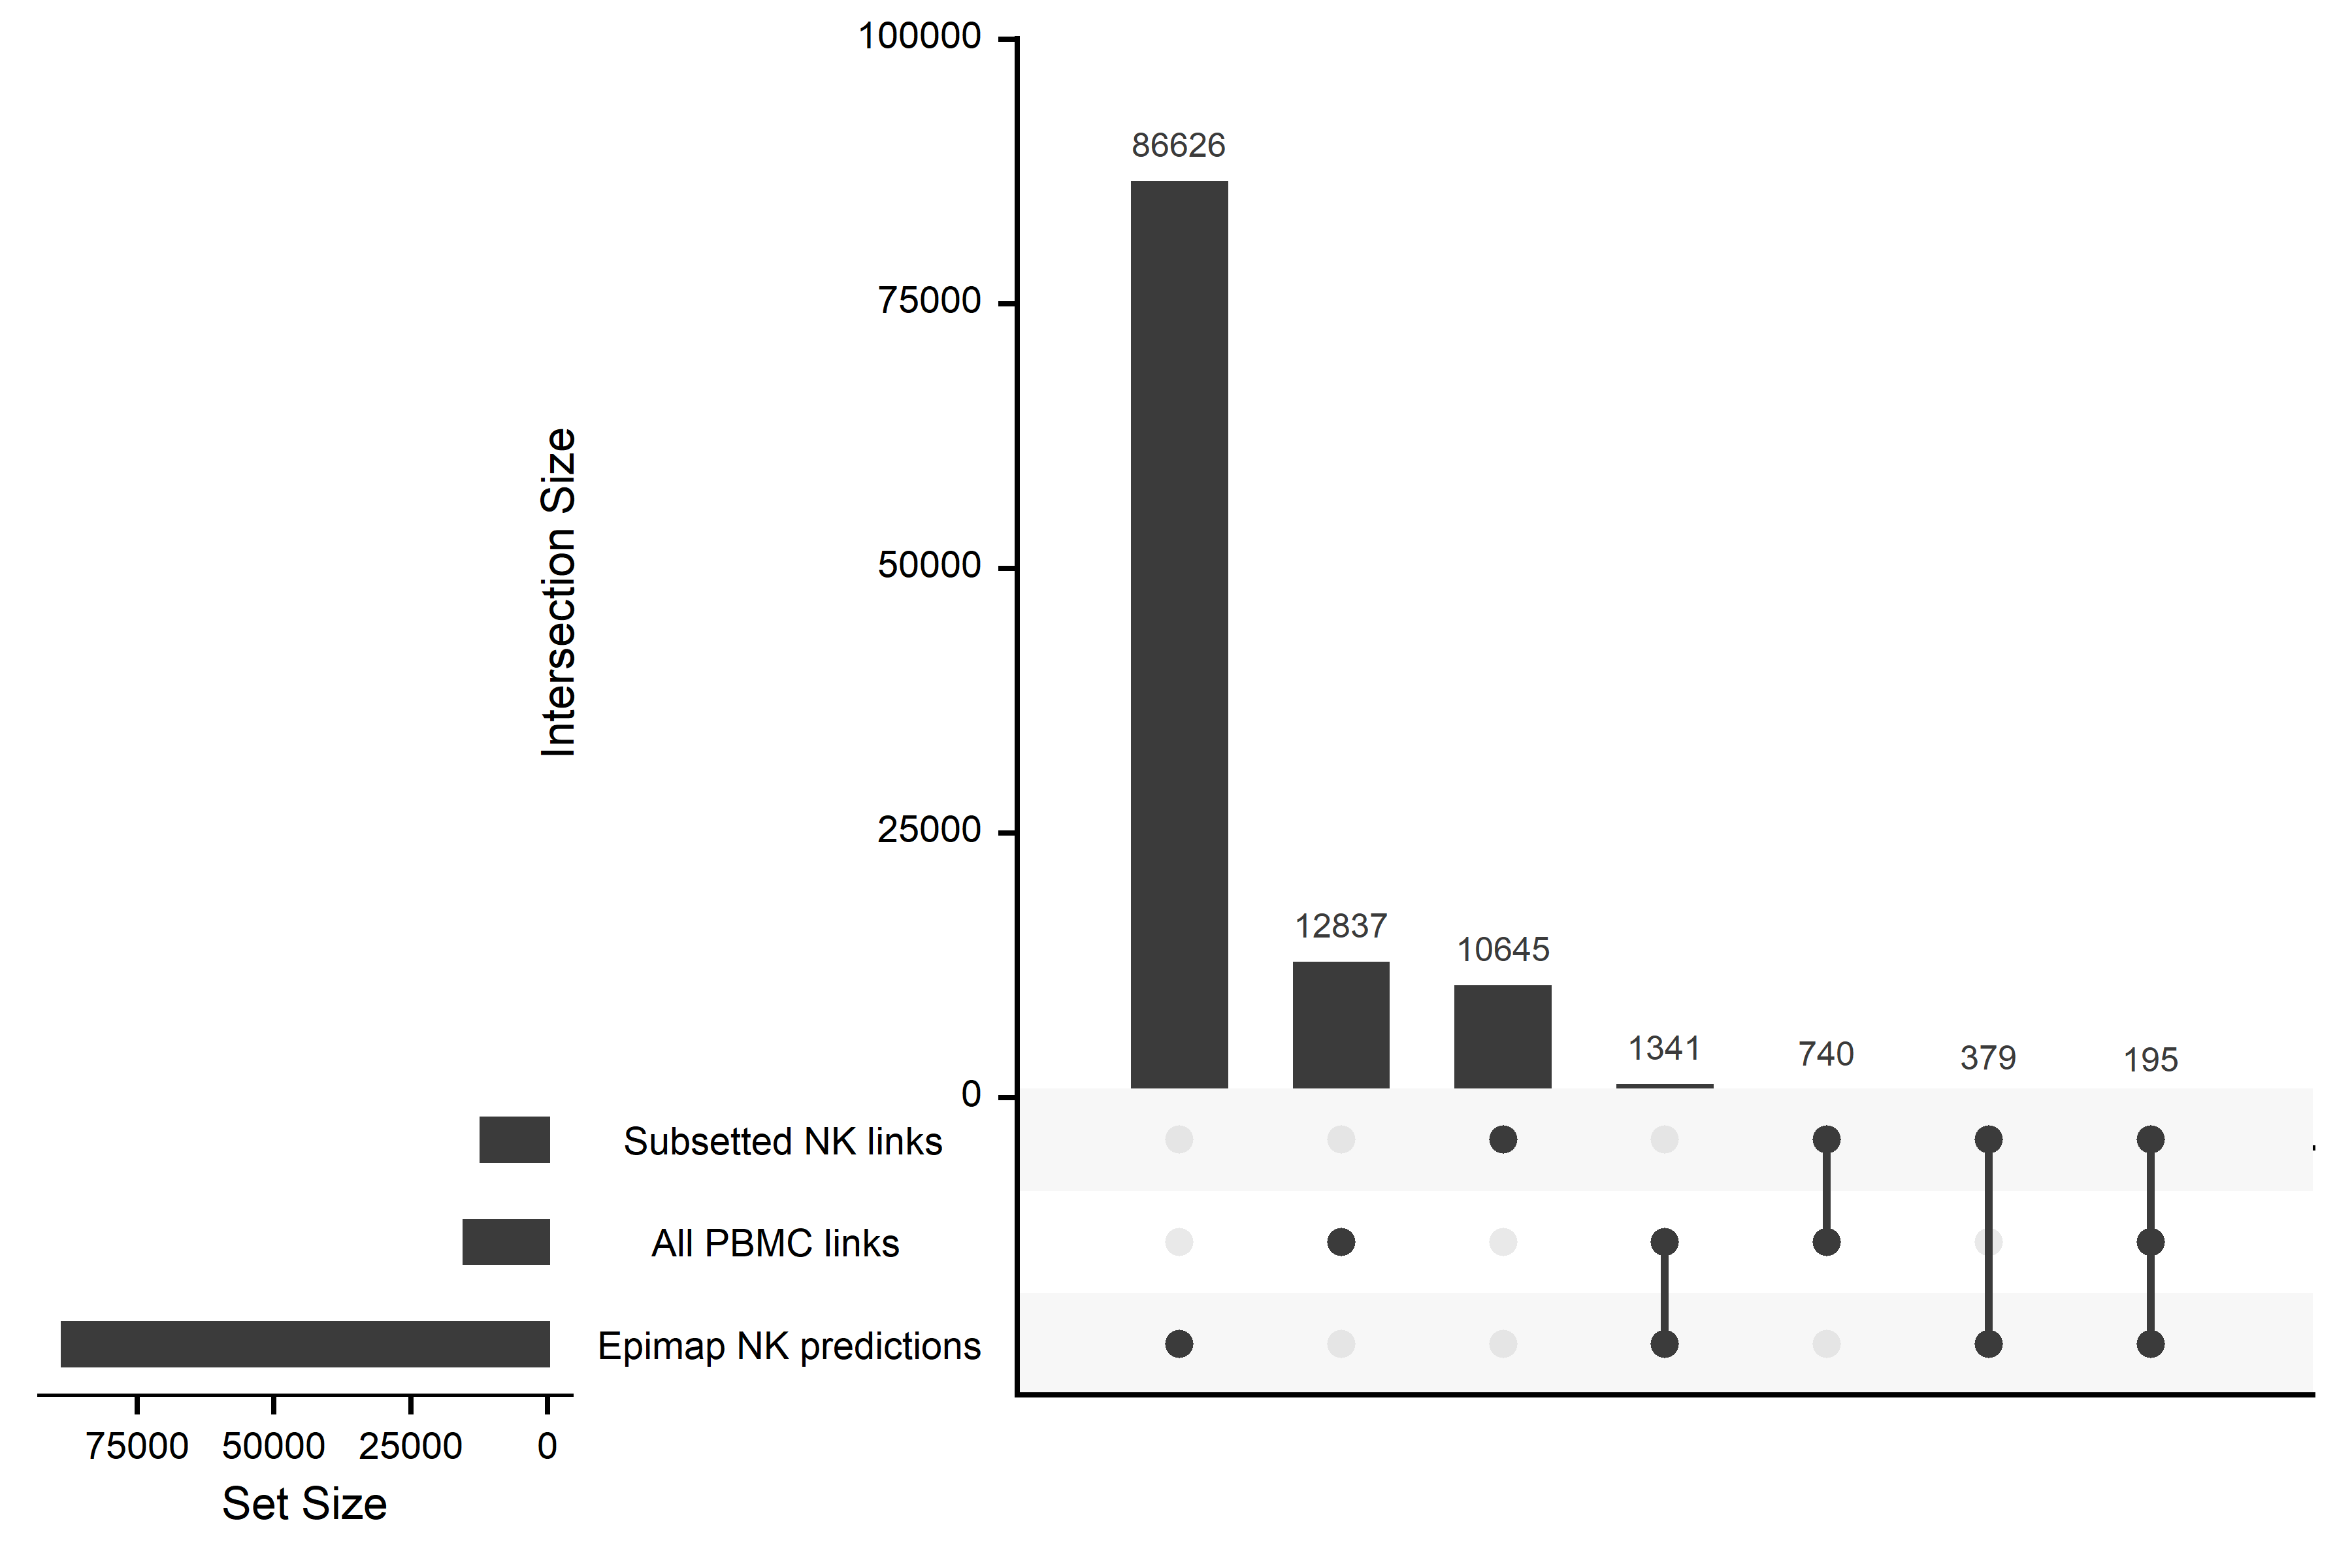 100000
86626
75000
50000
25000
Intersection Size
12837
10645
1341
740
379
195
0
Subsetted NK links
All PBMC links
Epimap NK predictions
75000 50000 25000 0
Set Size